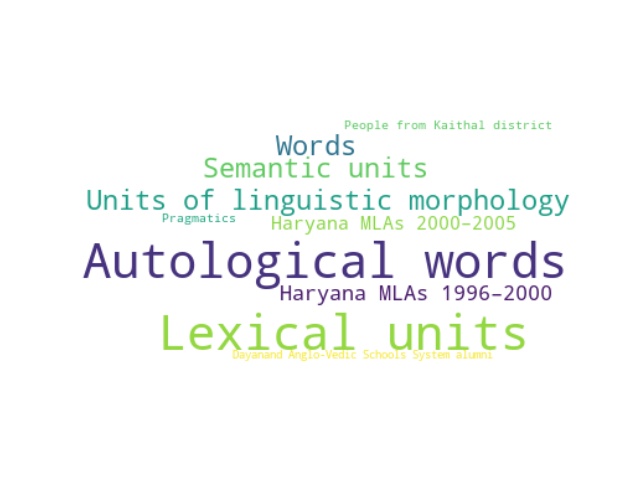 People from Kaithal district
Words
Semantic units
Units of linguistic morphology
Pragmatics
Haryana MLAs 2000–2005
Autological words
Haryana MLAs 1996–2000
Lexical units
Dayanand Anglo-Vedic Schools System alumni